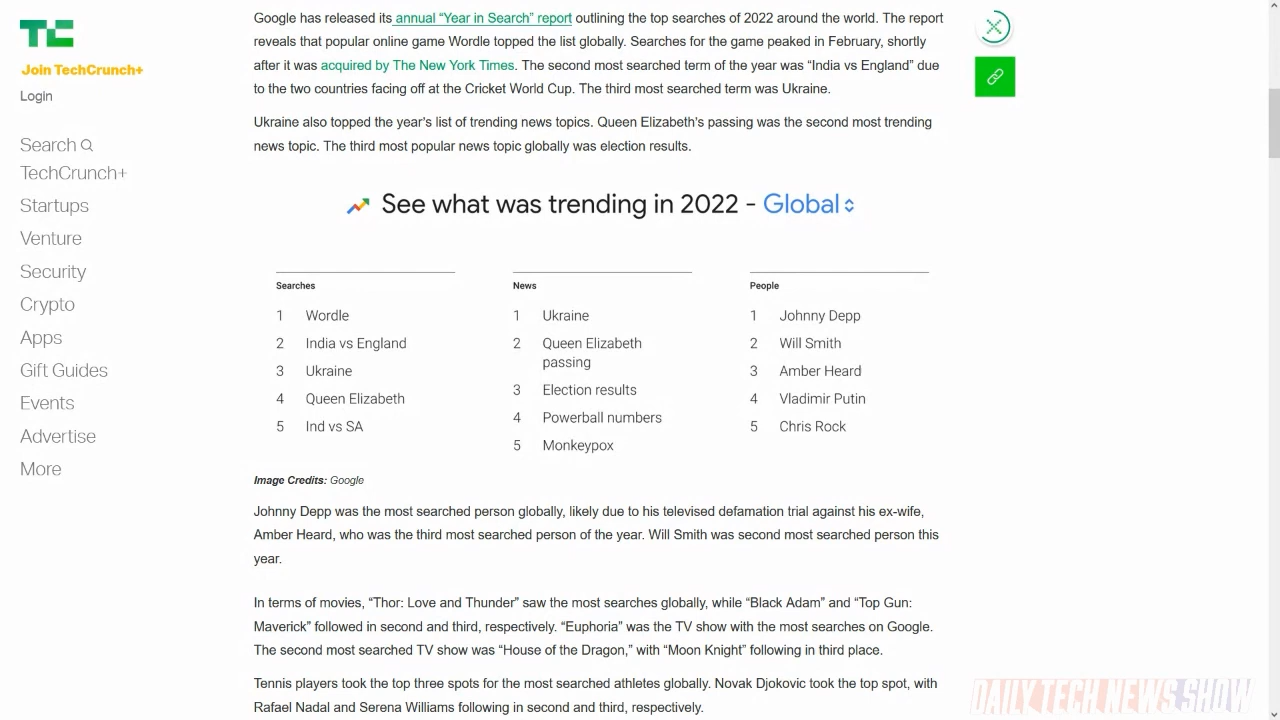 TC
Join TechCrunch+
Login
Search
TechCrunch+
Startups
Venture
Security
Crypto
Apps
Gift Guides
Events
Advertise
More
Google has released its annual “Year in Search” report outlining the top searches of 2022 around the world. The report
reveals that popular online game Wordle topped the list globally. Searches for the game peaked in February, shortly
after it was acquired by The New York Times. The second most searched term of the year was “India vs England” due
to the two countries facing off at the Cricket World Cup. The third most searched term was Ukraine.
Ukraine also topped the year’s list of trending news topics. Queen Elizabeth’s passing was the second most trending
news topic. The third most popular news topic globally was election results.
See what was trending in 2022 - Global
Searches
1 Wordle
2 India vs England
3 Ukraine
4 Queen Elizabeth
5 Ind vs SA
News
1 Ukraine
2 Queen Elizabeth
passing
3 Election results
4 Powerball numbers
5 Monkeypox
People
1 Johnny Depp
2 Will Smith
3 Amber Heard
4 Vladimir Putin
5 Chris Rock
Image Credits: Google
Johnny Depp was the most searched person globally, likely due to his televised defamation trial against his ex-wife,
Amber Heard, who was the third most searched person of the year. Will Smith was second most searched person this
year.
In terms of movies, “Thor: Love and Thunder” saw the most searches globally, while “Black Adam” and “Top Gun:
Maverick” followed in second and third, respectively. “Euphoria” was the TV show with the most searches on Google.
The second most searched TV show was “House of the Dragon,” with “Moon Knight” following in third place.
Tennis players took the top three spots for the most searched athletes globally. Novak Djokovic took the top spot, with
Rafael Nadal and Serena Williams following in second and third, respectively.
DAILY TECH NEWS SHOW